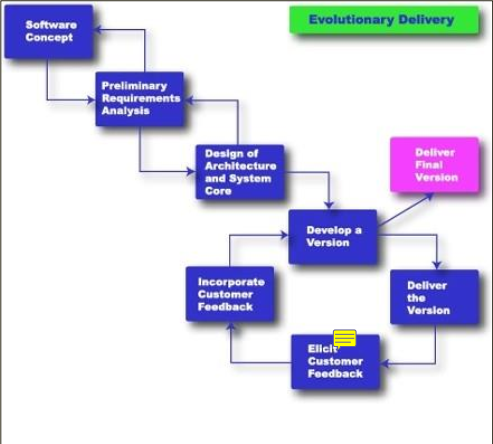 Software
Concept
Evolutionary Delivery
Preliminary
Requirements
Analysis
Design of
Architecture
and System
Core
Deliver
Final
Version
Develop a
Version
Incorporate
Customer
Feedback
Deliver
the
Version
Elicit
Customer
Feedback